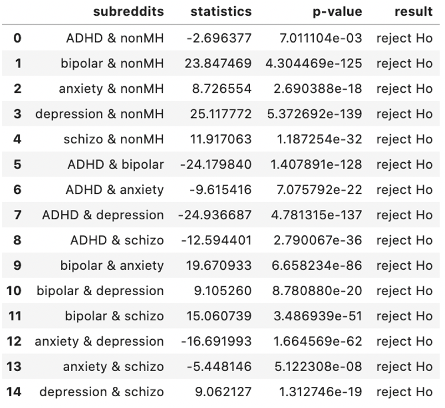 subreddits statistics p-value result
0 ADHD & nonMH -2.696377 7.011104e-03 reject Ho
1 bipolar & nonMH 23.847469 4.304469e-125 reject Ho
2 anxiety & nonMH 8.726554 2.690388e-18 reject Ho
3 depression & nonMH 25.117772 5.372692e-139 reject Ho
4 schizo & nonMH 11.917063 1.187254e-32 reject Ho
5 ADHD & bipolar -24.179840 1.407891e-128 reject Ho
6 ADHD & anxiety -9.615416 7.075792e-22 reject Ho
7 ADHD & depression -24.936687 4.781315e-137 reject Ho
8 ADHD & schizo -12.594401 2.790067e-36 reject Ho
9 bipolar & anxiety 19.670933 6.658234e-86 reject Ho
10 bipolar & depression 9.105260 8.780880e-20 reject Ho
11 bipolar & schizo 15.060739 3.486939e-51 reject Ho
12 anxiety & depression -16.691993 1.664569e-62 reject Ho
13 anxiety & schizo -5.448146 5.122308e-08 reject Ho
14 depression & schizo 9.062127 1.312746e-19 reject Ho